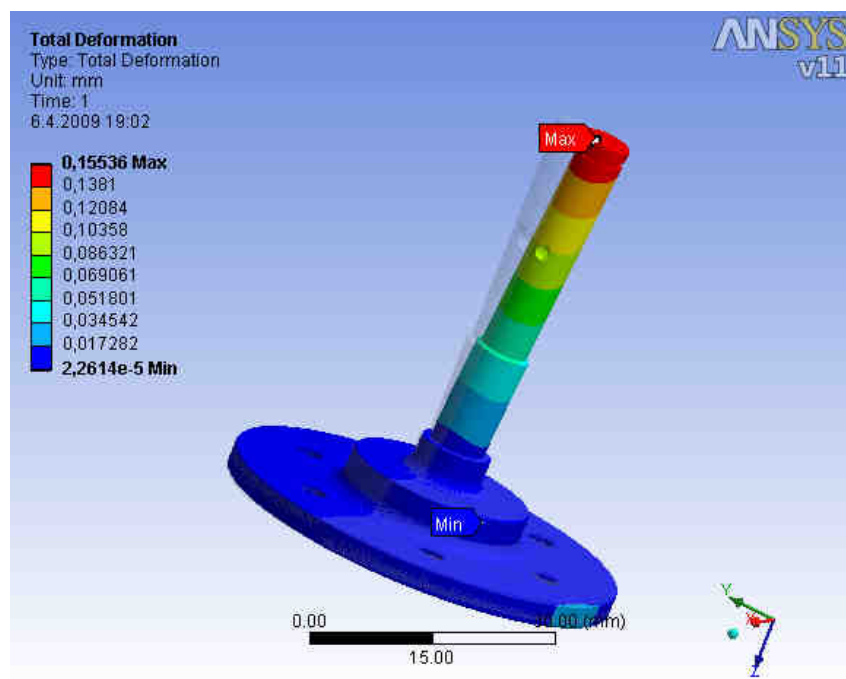 Total Deformation
Type: Total Deformation
Unit: mm
Time: 1
6.4.2009 19:02
ANSYS
v11
0,15536 Max
0,1381
0,12084
0,10358
0,086321
0,069061
0,051801
0,034542
0,017282
2,2614e-5 Min
Max
Min
0.00
(mm)
15.00
Y
X
Z